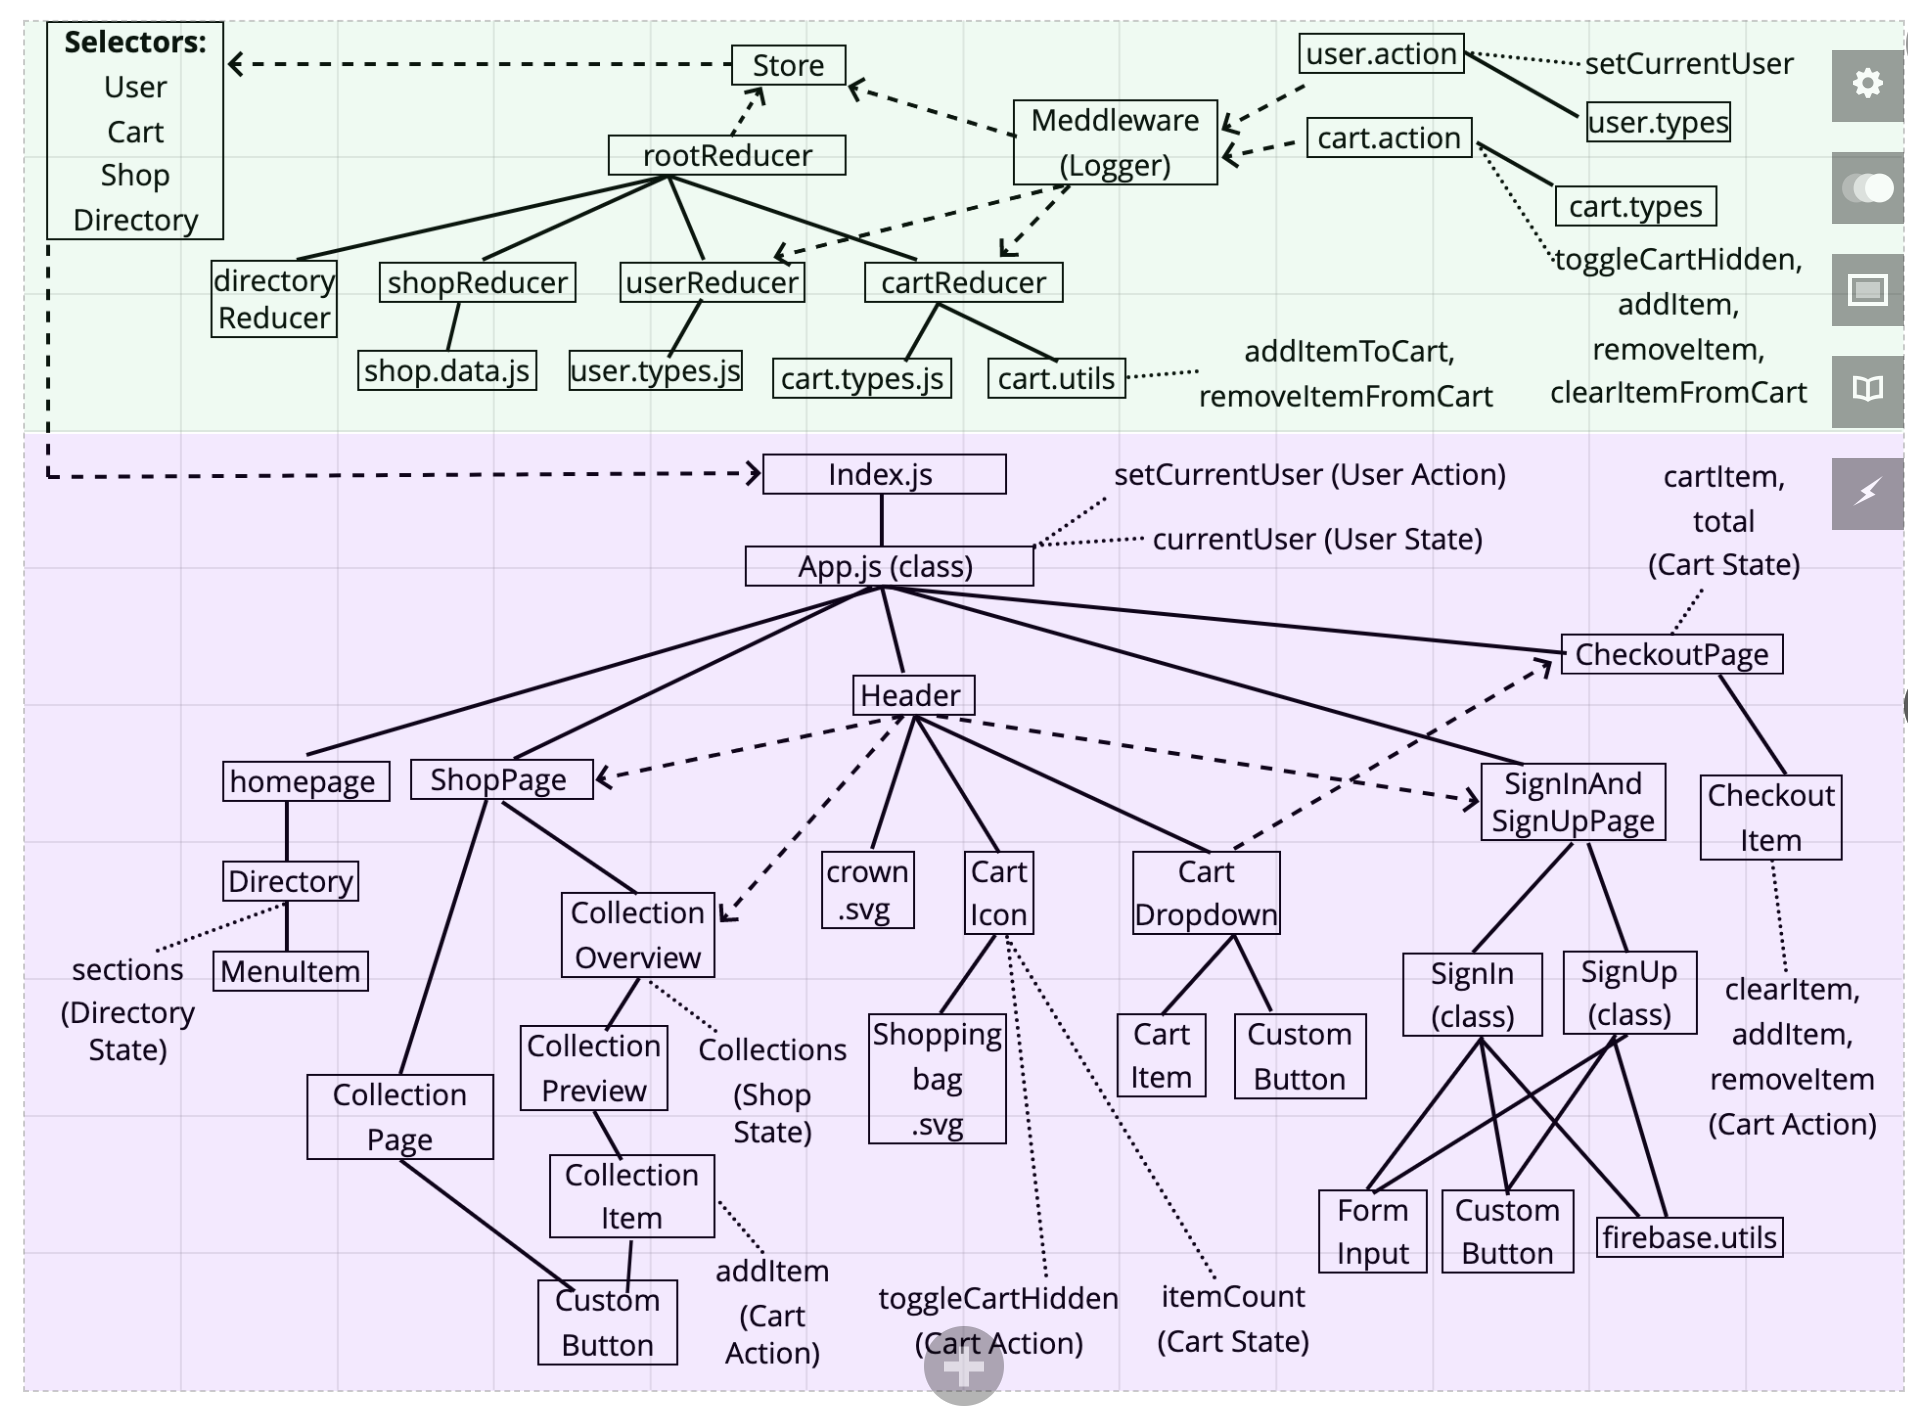 Selectors:
User
Cart
Shop
Directory
Store
rootReducer
Meddleware
(Logger)
user.action
setCurrentUser
user.types
cart.action
cart.types
toggleCartHidden,
addItem,
removeItem,
clearItemFromCart
directory
Reducer
shopReducer
userReducer
cartReducer
shop.data.js
user.types.js
cart.types.js
cart.utils
addItemToCart,
removeItemFromCart
Index.js
setCurrentUser (User Action)
currentUser (User State)
App.js (class)
cartItem,
total
(Cart State)
CheckoutPage
Header
homepage
ShopPage
SignInAnd
SignUpPage
Checkout
Item
Directory
crown
.svg
Cart
Icon
Cart
Dropdown
Collection
Overview
sections
(Directory
State)
MenuItem
SignIn
(class)
SignUp
(class)
clearItem,
addItem,
removeItem
(Cart Action)
Collection
Preview
Collections
(Shop
State)
Shopping
bag
.svg
Cart
Item
Custom
Button
Collection
Page
Collection
Item
Form
Input
Custom
Button
firebase.utils
addItem
(Cart
Action)
toggleCartHidden
(Cart Action)
itemCount
(Cart State)
Custom
Button